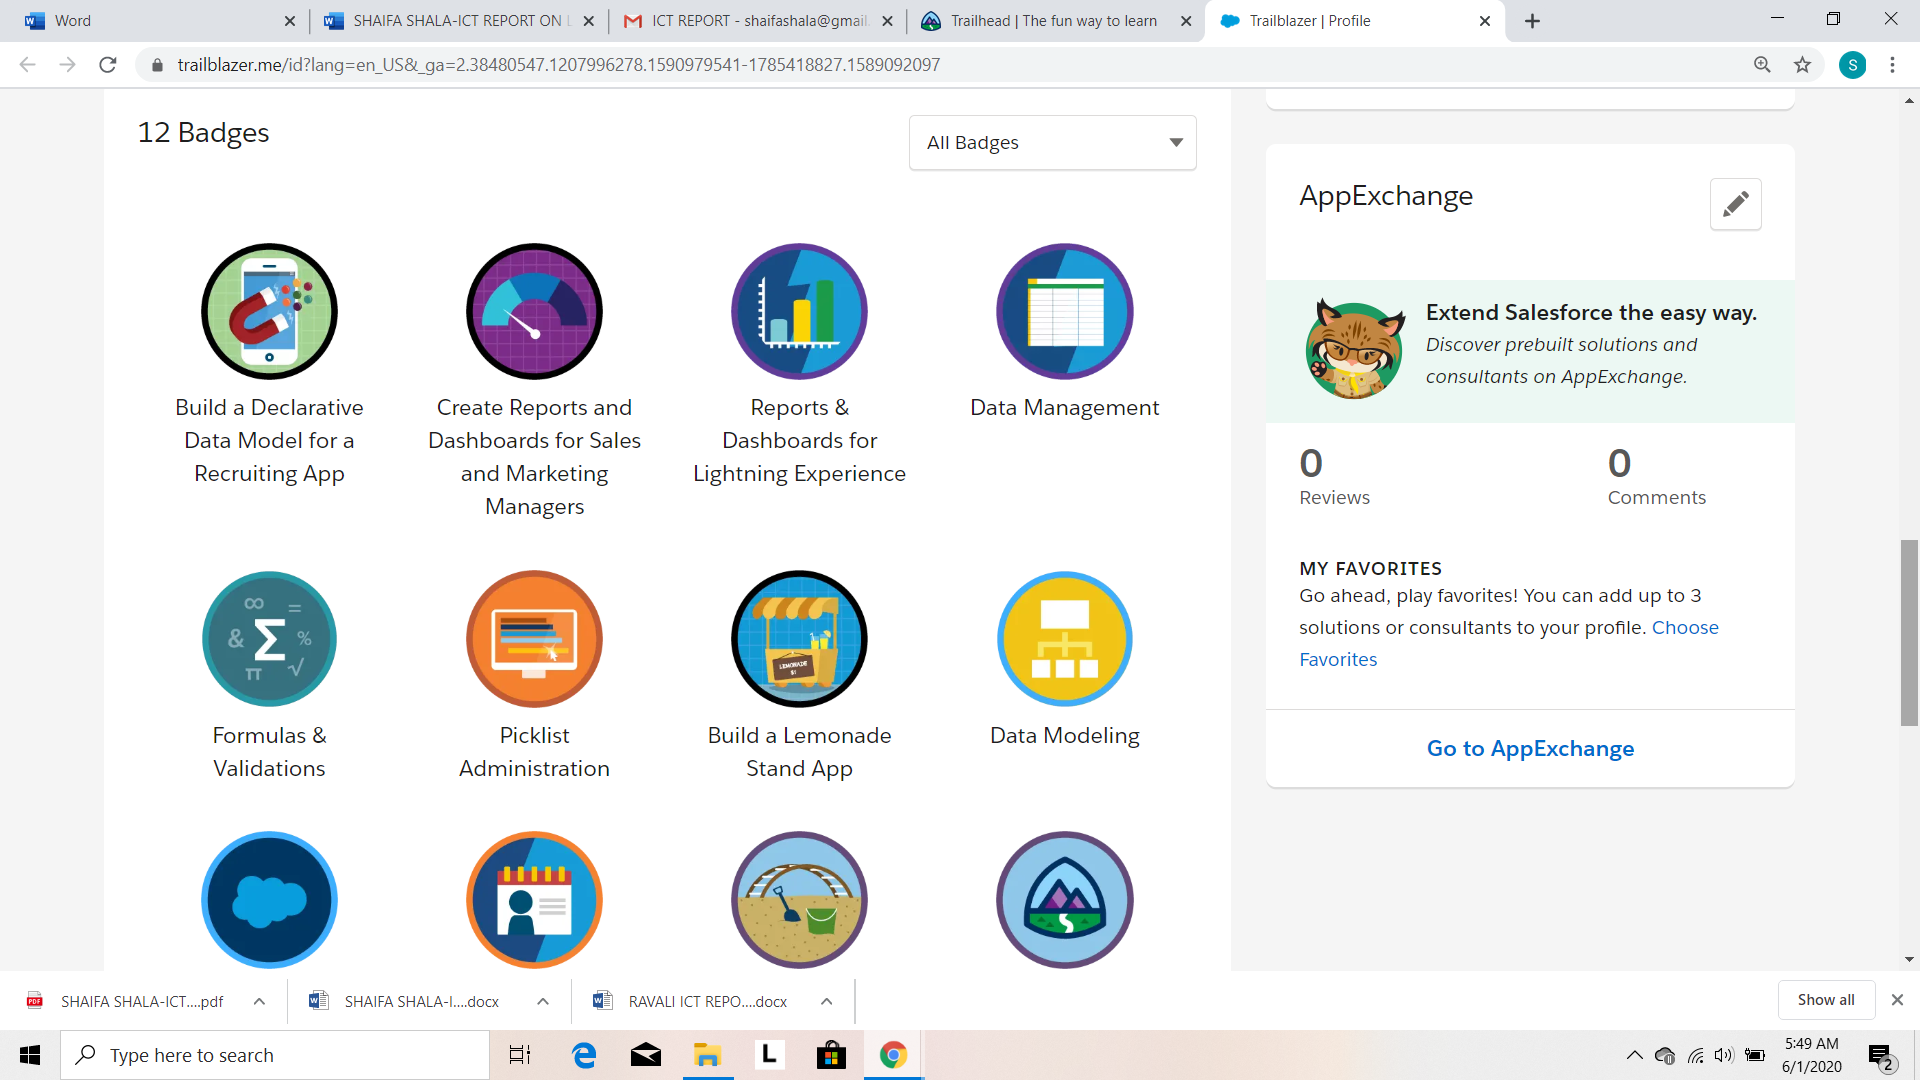 Word
SHAIFA SHALA-ICT REPORT ON L
ICT REPORT - shaifashala@gmail.
Trailhead | The fun way to learn
Trailblazer | Profile
trailblazer.me/id?lang=en_US&_ga=2.38480547.1207996278.1590979541-1785418827.1589092097
S
12 Badges
All Badges
Build a Declarative
Data Model for a
Recruiting App
Create Reports and
Dashboards for Sales
and Marketing
Managers
Reports &
Dashboards for
Lightning Experience
Data Management
∞ =
& Σ %
π √
Formulas &
Validations
Picklist
Administration
LEMONADE
$1
Build a Lemonade
Stand App
Data Modeling
AppExchange
Extend Salesforce the easy way.
Discover prebuilt solutions and
consultants on AppExchange.
0
Reviews
0
Comments
MY FAVORITES
Go ahead, play favorites! You can add up to 3
solutions or consultants to your profile. Choose
Favorites
Go to AppExchange
PDF
SHAIFA SHALA-ICT....pdf
SHAIFA SHALA-I....docx
RAVALI ICT REPO....docx
Show all
Type here to search
L
5:49 AM
6/1/2020
2